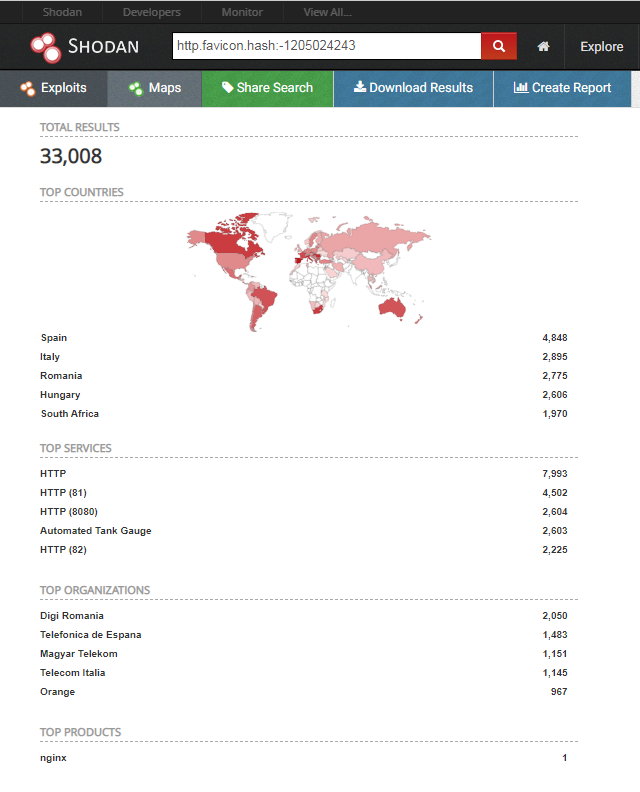 Shodan Developers Monitor View All...
SHODAN http.favicon.hash:-1205024243 Explore
Exploits Maps Share Search Download Results Create Report
TOTAL RESULTS
33,008
TOP COUNTRIES
Spain 4,848
Italy 2,895
Romania 2,775
Hungary 2,606
South Africa 1,970
TOP SERVICES
HTTP 7,993
HTTP (81) 4,502
HTTP (8080) 2,604
Automated Tank Gauge 2,603
HTTP (82) 2,225
TOP ORGANIZATIONS
Digi Romania 2,050
Telefonica de Espana 1,483
Magyar Telekom 1,151
Telecom Italia 1,145
Orange 967
TOP PRODUCTS
nginx 1